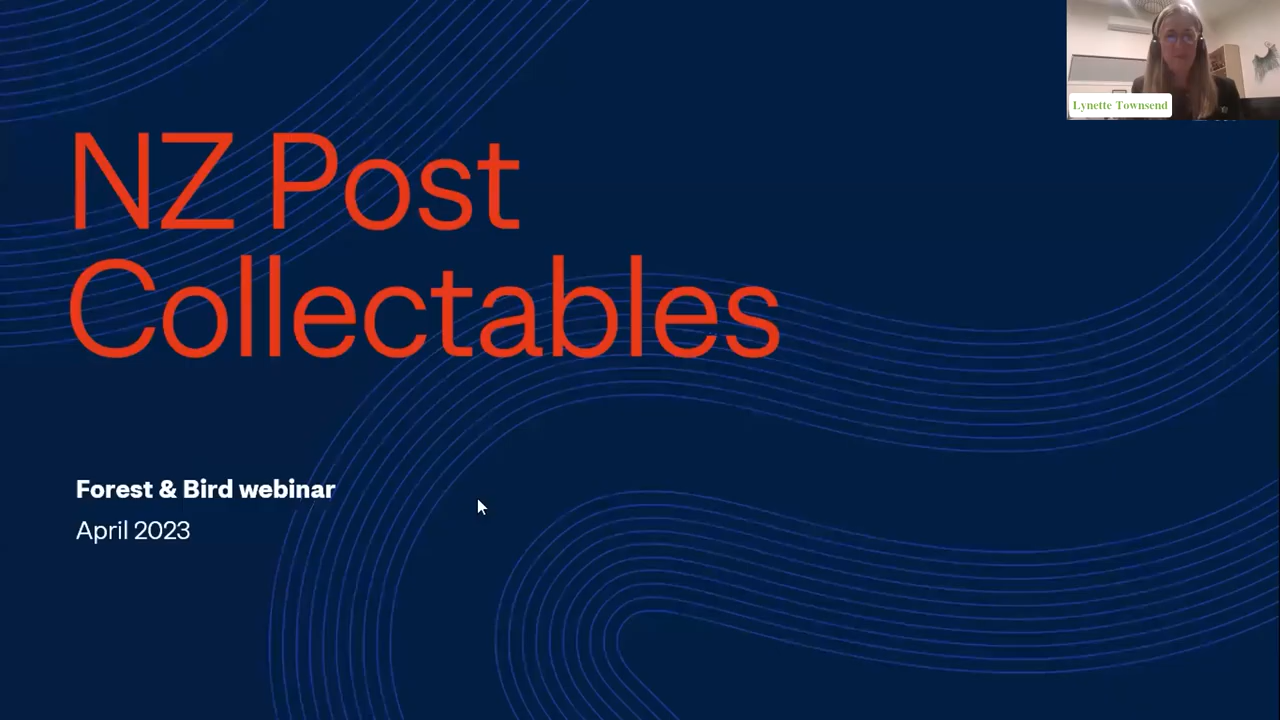 NZ Post
Collectables
Lynette Townsend
Forest & Bird webinar
April 2023